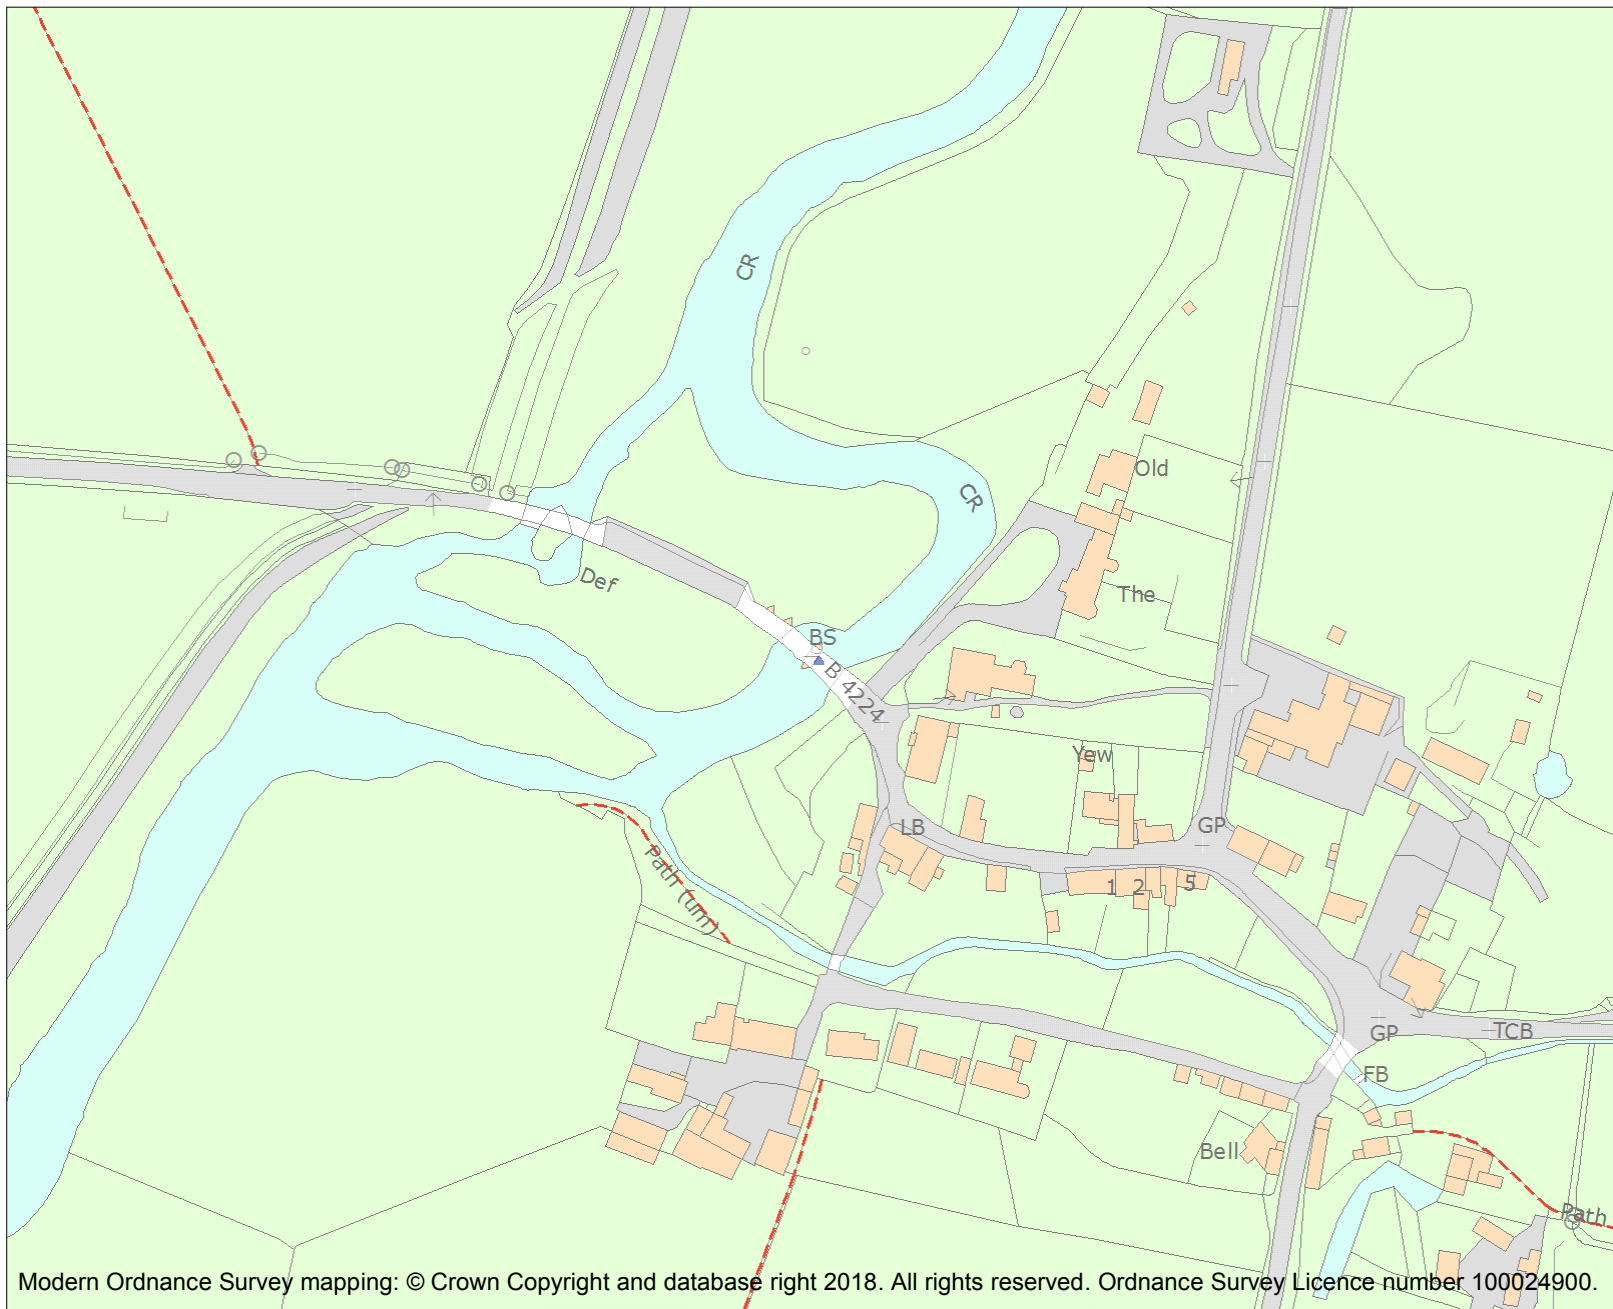 CR
Old
CR
Def
The
BS
B 4224
Yew
GP
LB
1 2 5
Path (um)
GP
TCB
FB
Bell
Path
Modern Ordnance Survey mapping: © Crown Copyright and database right 2018. All rights reserved. Ordnance Survey Licence number 100024900.